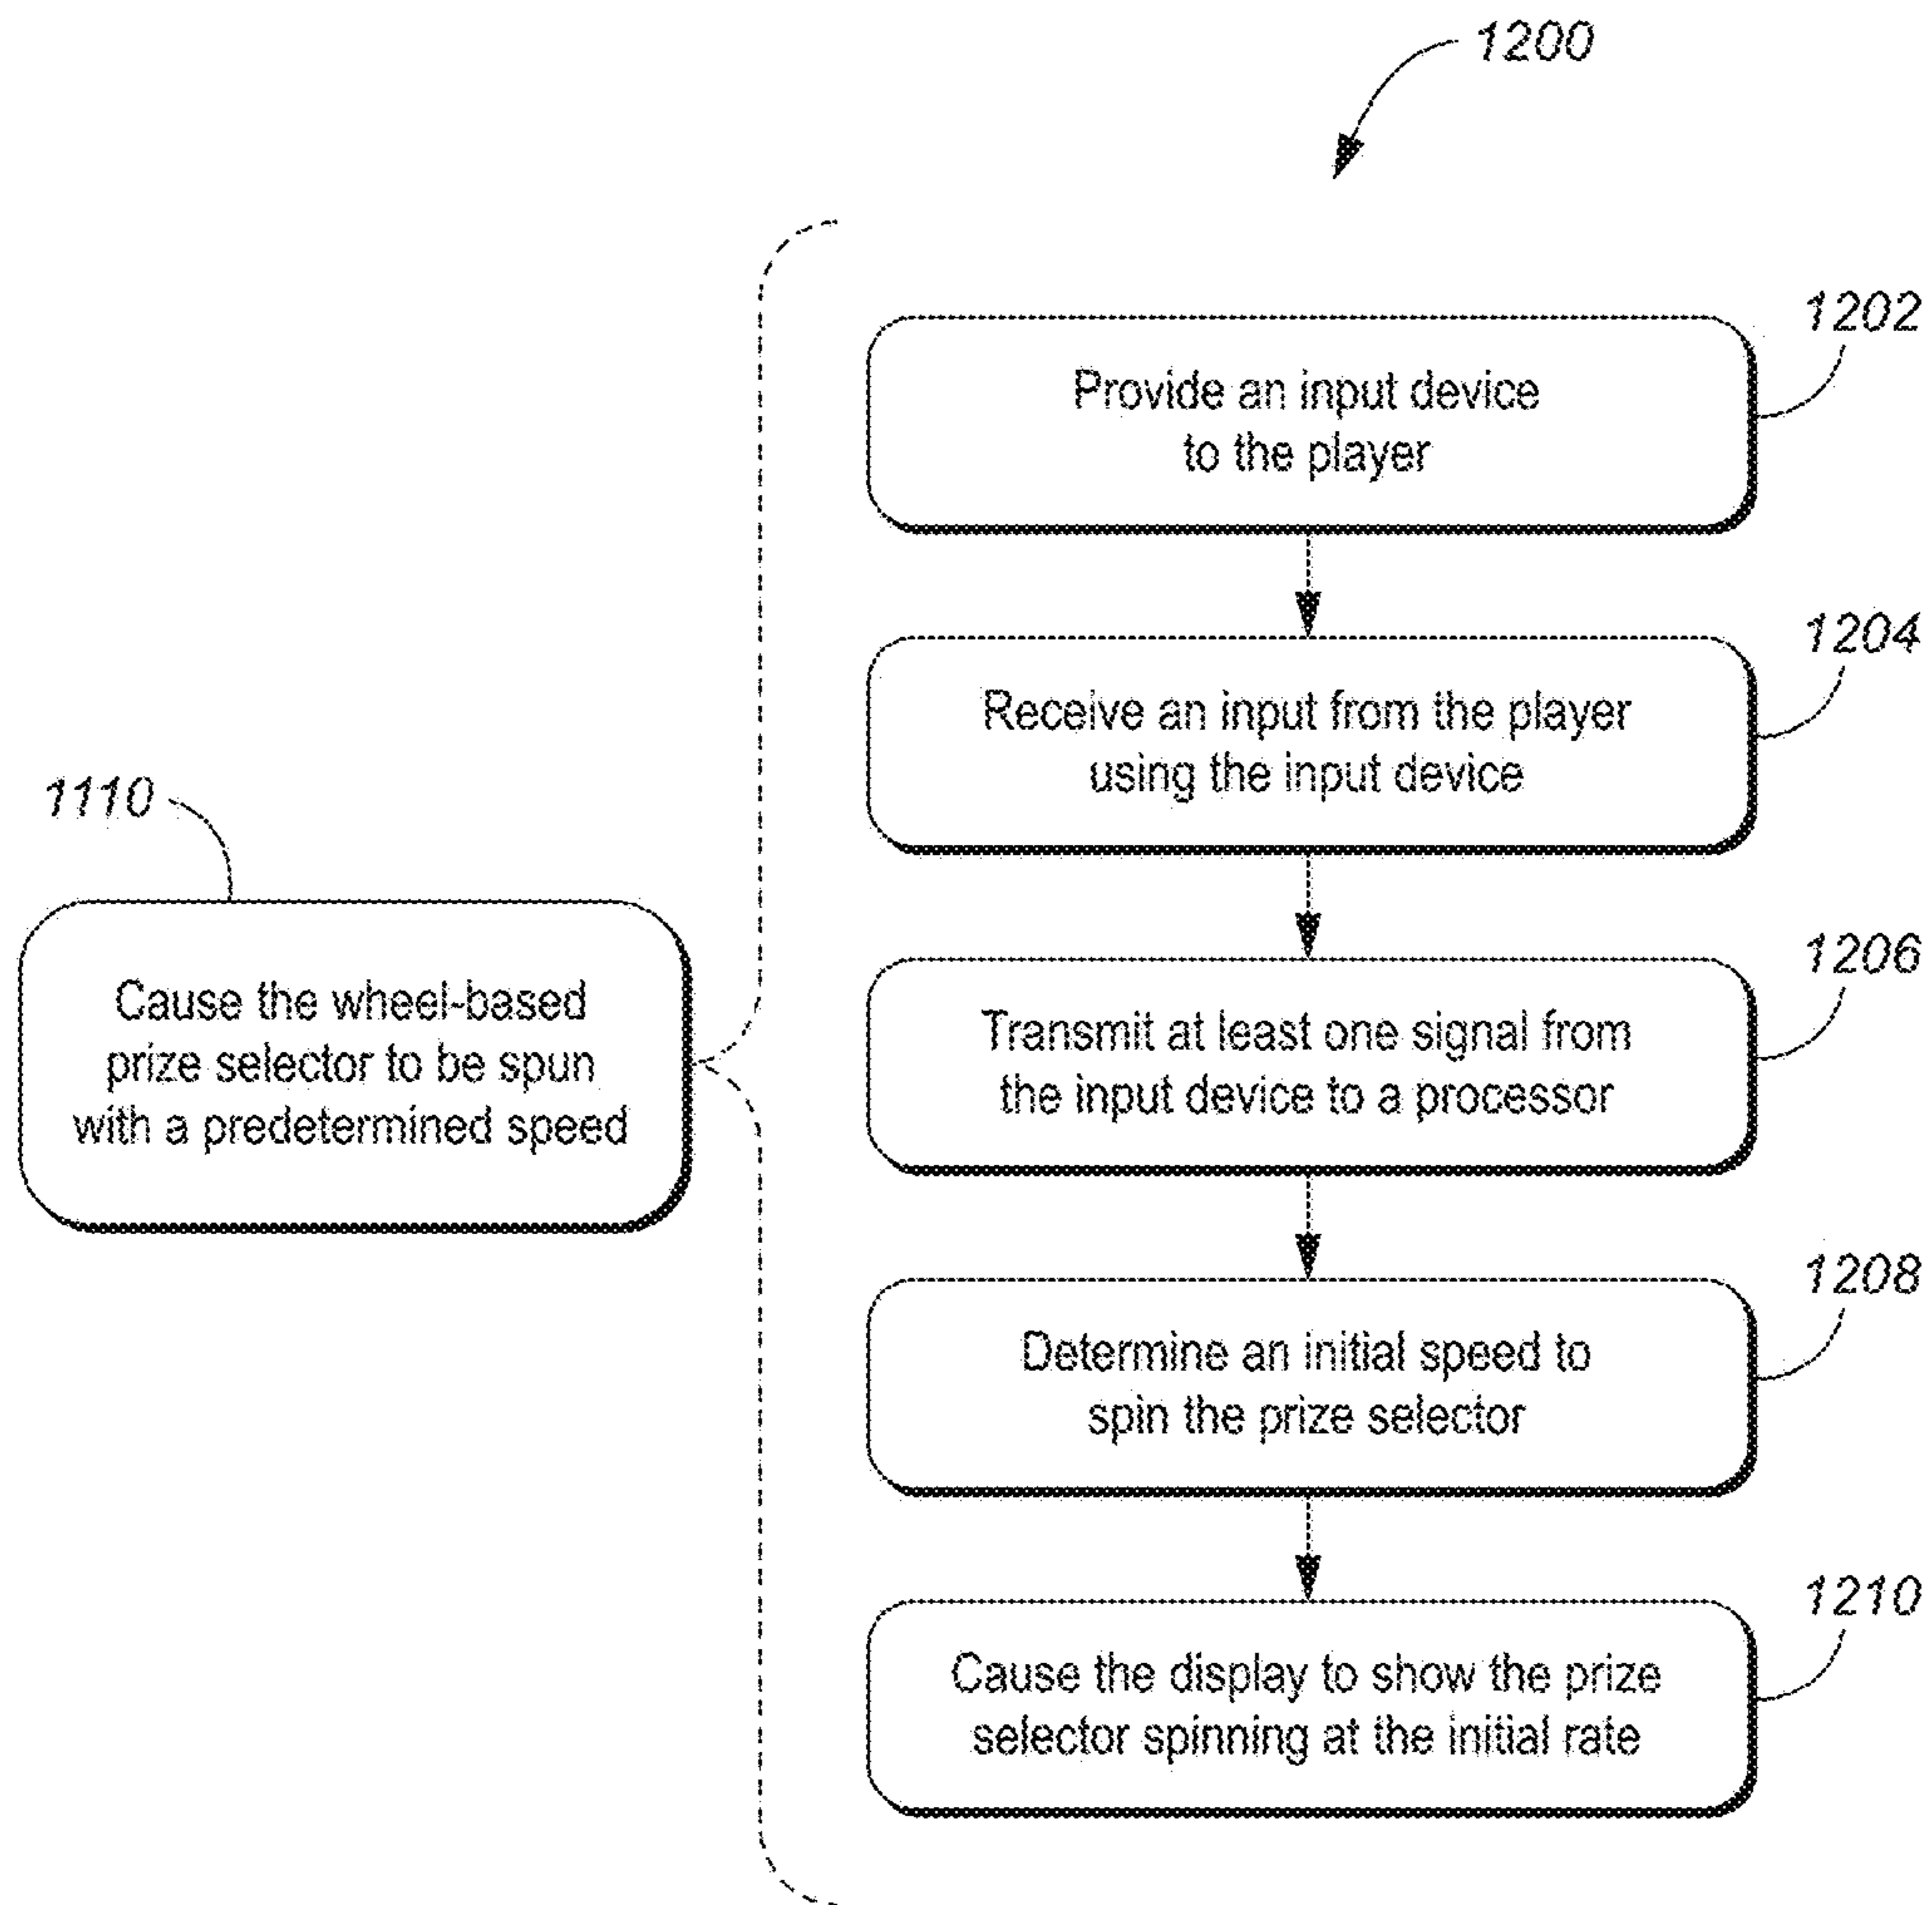 1200
1202
Provide an input device
to the player
1204
Receive an input from the player
using the input device
1110
Cause the wheel-based
prize selector to be spun
with a predetermined speed
1206
Transmit at least one signal from
the input device to a processor
1208
Determine an initial speed to
spin the prize selector
1210
Cause the display to show the prize
selector spinning at the initial rate